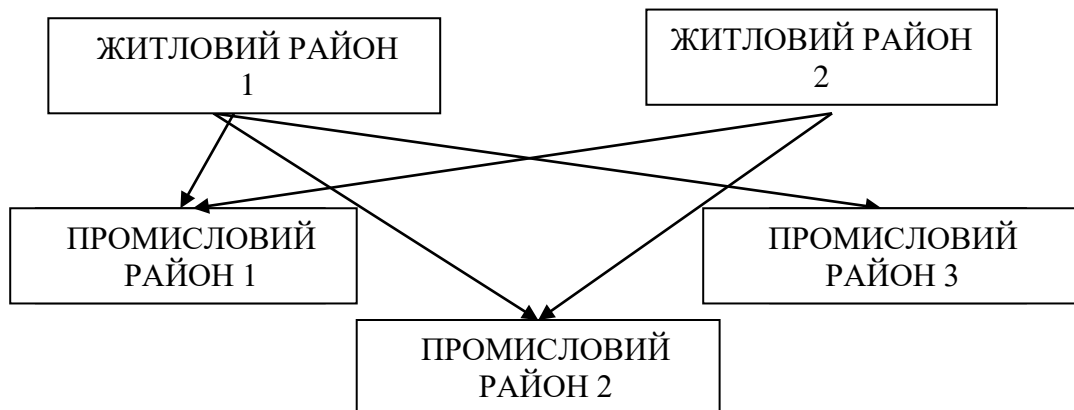 ЖИТЛОВИЙ РАЙОН
1
ЖИТЛОВИЙ РАЙОН
2
ПРОМИСЛОВИЙ
РАЙОН 1
ПРОМИСЛОВИЙ
РАЙОН 3
ПРОМИСЛОВИЙ
РАЙОН 2